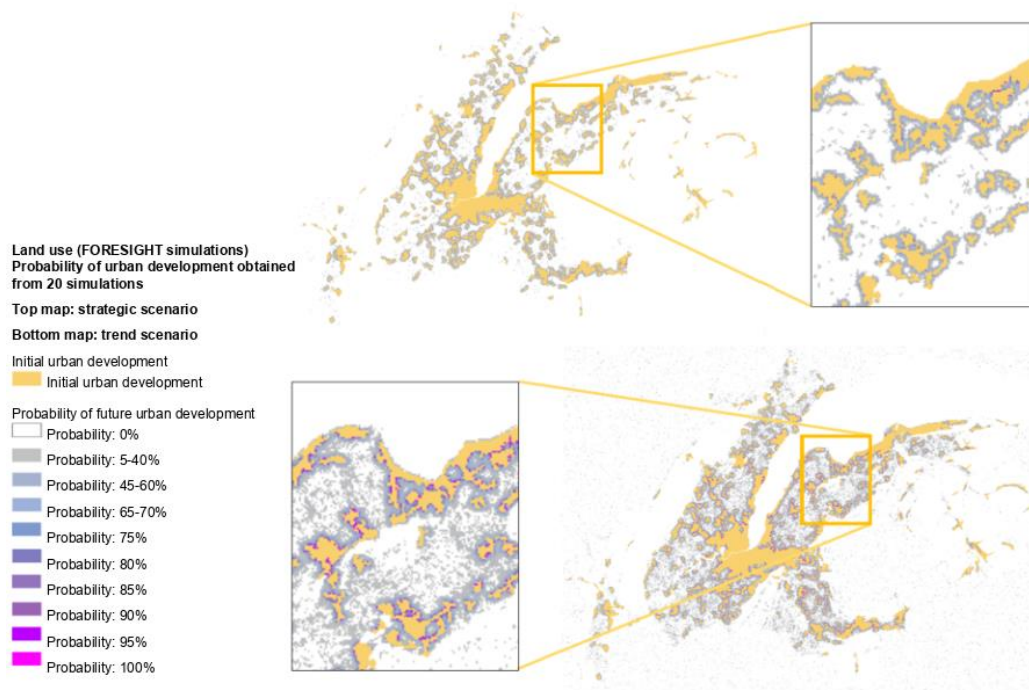 Land use (FORESIGHT simulations)
Probability of urban development obtained
from 20 simulations
Top map: strategic scenario
Bottom map: trend scenario
Initial urban development
Initial urban development
Probability of future urban development
Probability: 0%
Probability: 5-40%
Probability: 45-60%
Probability: 65-70%
Probability: 75%
Probability: 80%
Probability: 85%
Probability: 90%
Probability: 95%
Probability: 100%